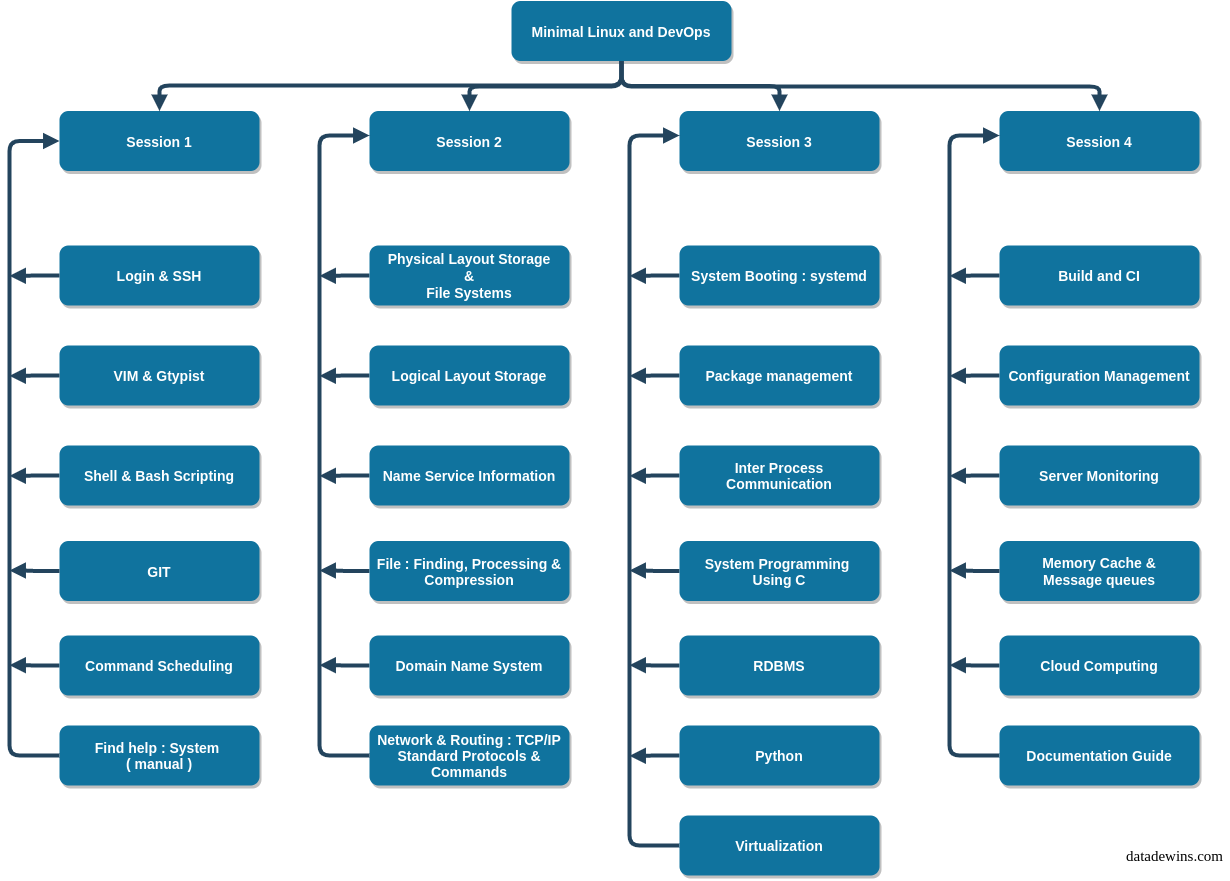 Minimal Linux and DevOps
Session 1
Session 2
Session 3
Session 4
Login & SSH
Physical Layout Storage
&
File Systems
System Booting : systemd
Build and CI
VIM & Gtypist
Logical Layout Storage
Package management
Configuration Management
Shell & Bash Scripting
Name Service Information
Inter Process
Communication
Server Monitoring
GIT
File : Finding, Processing &
Compression
System Programming
Using C
Memory Cache &
Message queues
Command Scheduling
Domain Name System
RDBMS
Cloud Computing
Find help : System
( manual )
Network & Routing : TCP/IP
Standard Protocols &
Commands
Python
Documentation Guide
Virtualization
datadewins.com